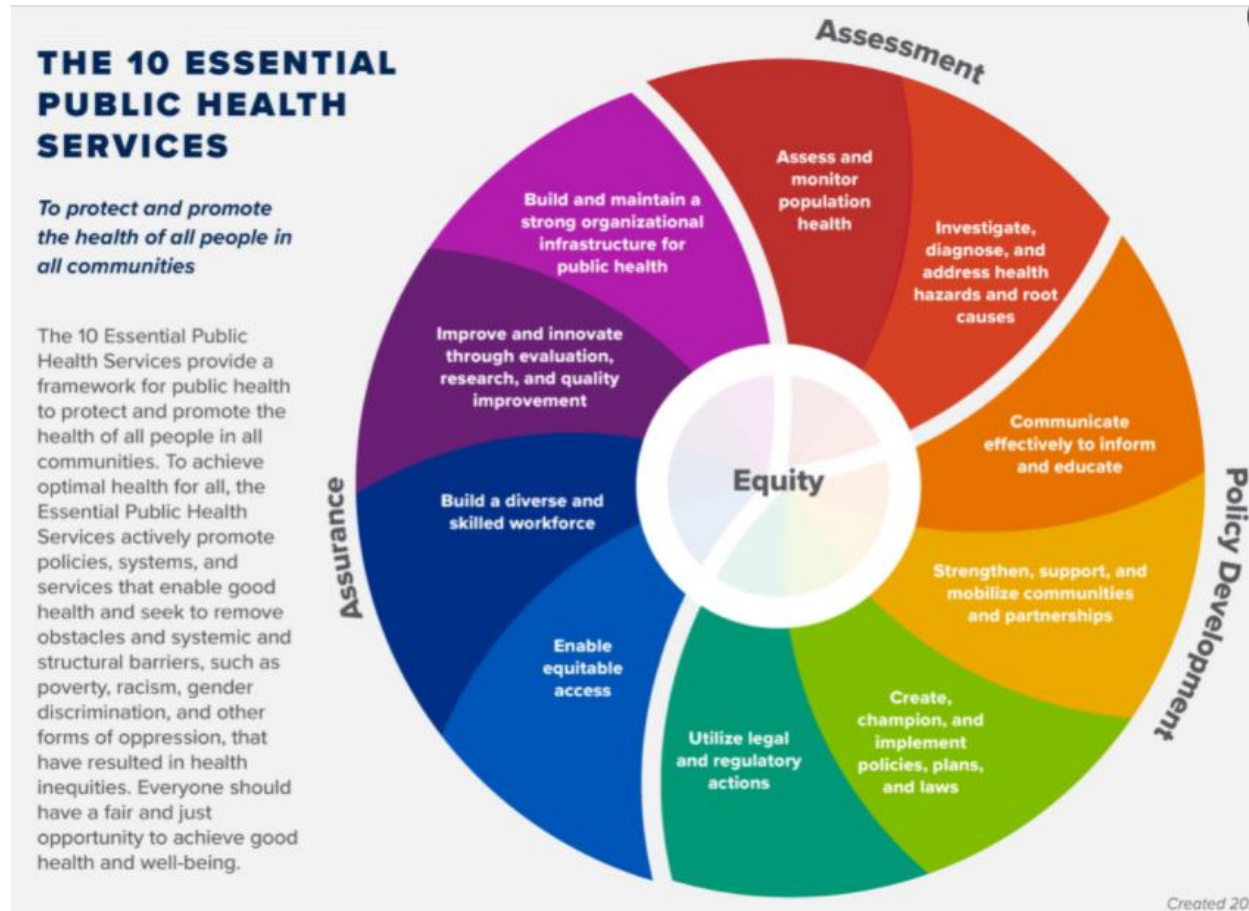 THE 10 ESSENTIAL
PUBLIC HEALTH
SERVICES
To protect and promote
the health of all people in
all communities
The 10 Essential Public
Health Services provide a
framework for public health
to protect and promote the
health of all people in all
communities. To achieve
optimal health for all, the
Essential Public Health
Services actively promote
policies, systems, and
services that enable good
health and seek to remove
obstacles and systemic and
structural barriers, such as
poverty, racism, gender
discrimination, and other
forms of oppression, that
have resulted in health
inequities. Everyone should
have a fair and just
opportunity to achieve good
health and well-being.
Assessment
Assess and
monitor
population
health
Investigate,
diagnose, and
address health
hazards and root
causes
Policy Development
Communicate
effectively to inform
and educate
Strengthen, support, and
mobilize communities
and partnerships
Create,
champion, and
implement
policies, plans,
and laws
Utilize legal
and regulatory
actions
Assurance
Enable
equitable
access
Build a diverse and
skilled workforce
Improve and innovate
through evaluation,
research, and quality
improvement
Build and maintain a
strong organizational
infrastructure for
public health
Equity
Created 20